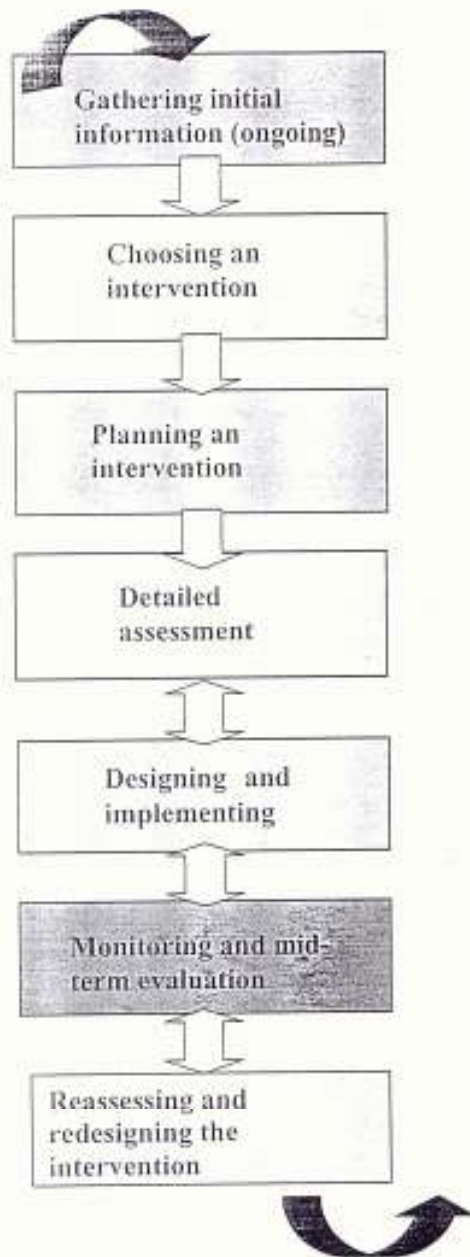 Gathering initial
information (ongoing)
Choosing an
intervention
Planning an
intervention
Detailed
assessment
Designing and
implementing
Monitoring and mid-
term evaluation
Reassessing and
redesigning the
intervention